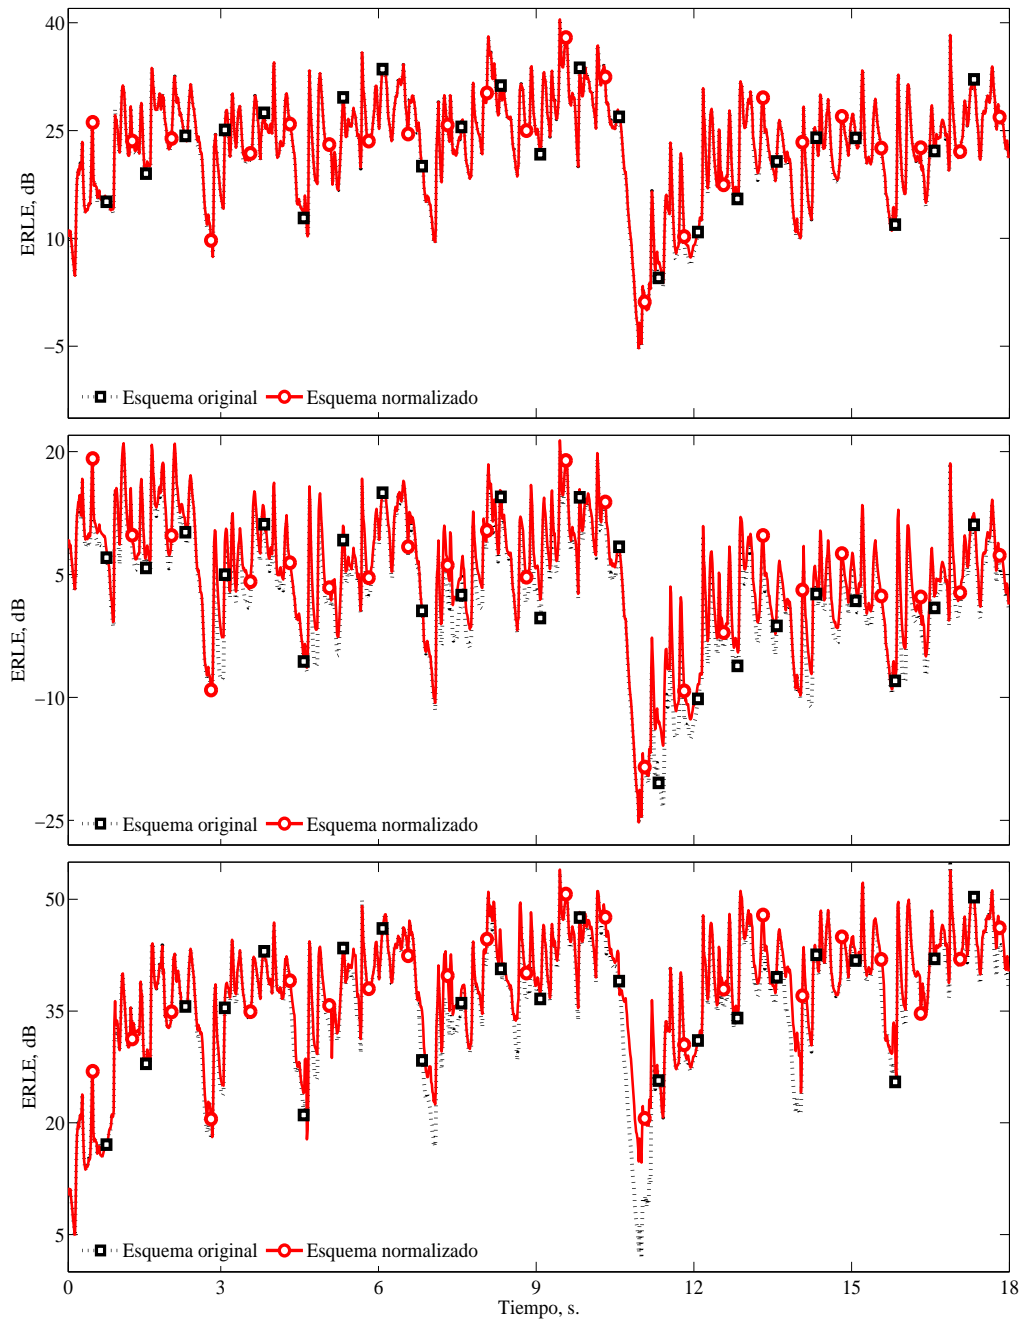 40
25
10
−5
ERLE, dB
Esquema original Esquema normalizado
20
5
−10
−25
ERLE, dB
Esquema original Esquema normalizado
50
35
20
5
ERLE, dB
Esquema original Esquema normalizado
0 3 6 9 12 15 18
Tiempo, s.